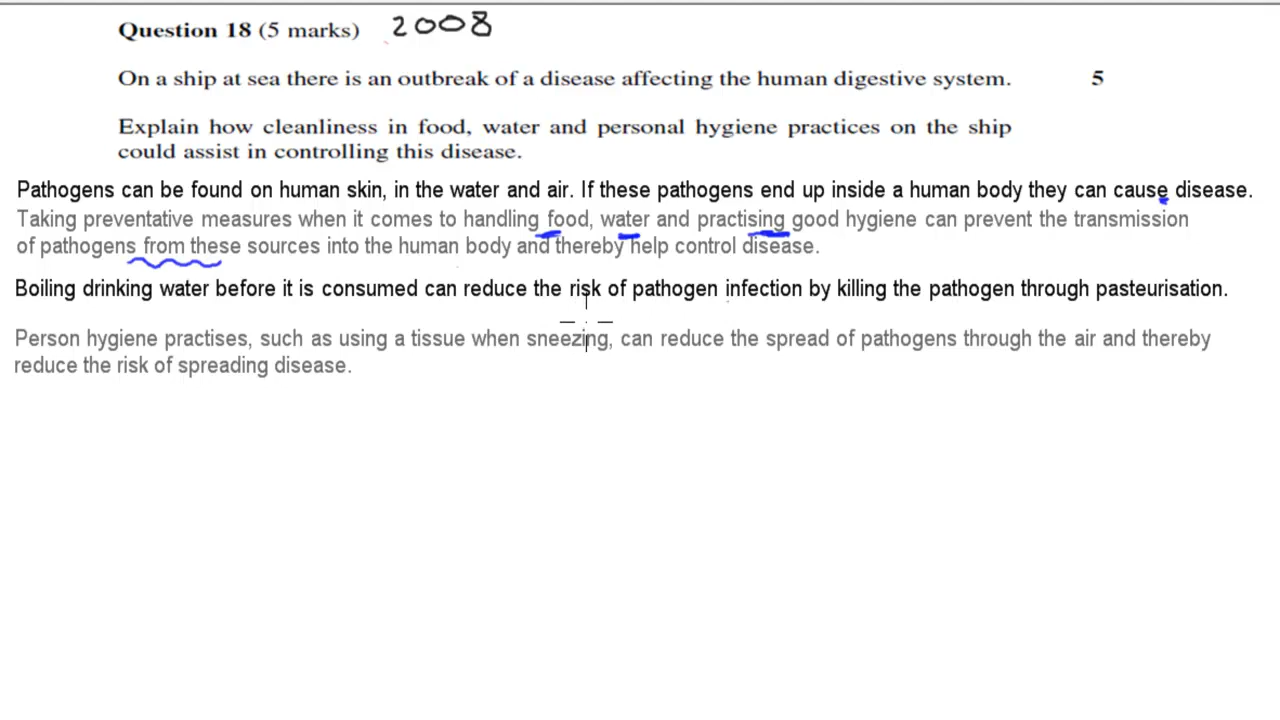 Question 18 (5 marks) 2008
On a ship at sea there is an outbreak of a disease affecting the human digestive system. 5
Explain how cleanliness in food, water and personal hygiene practices on the ship
could assist in controlling this disease.
Pathogens can be found on human skin, in the water and air. If these pathogens end up inside a human body they can cause disease.
Taking preventative measures when it comes to handling food, water and practising good hygiene can prevent the transmission
of pathogens from these sources into the human body and thereby help control disease.
Boiling drinking water before it is consumed can reduce the risk of pathogen infection by killing the pathogen through pasteurisation.
Person hygiene practises, such as using a tissue when sneezing, can reduce the spread of pathogens through the air and thereby
reduce the risk of spreading disease.